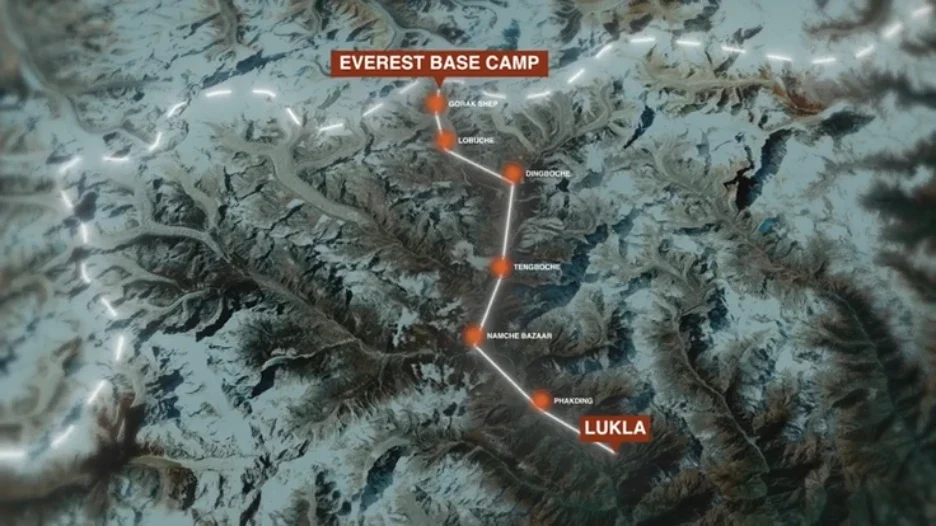 EVEREST BASE CAMP
GORAK SHEP
LOBUCHE
DINGBOCHE
TENGBOCHE
NAMCHE BAZAAR
PHAKDING
LUKLA